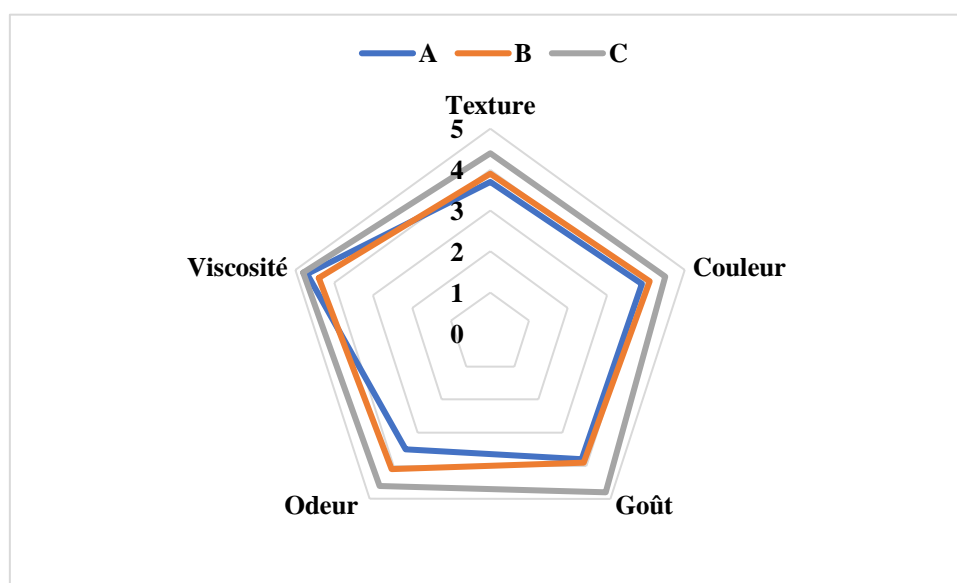 A B C
Texture
5
4
3
2
1
0
Viscosité
Couleur
Odeur
Goût